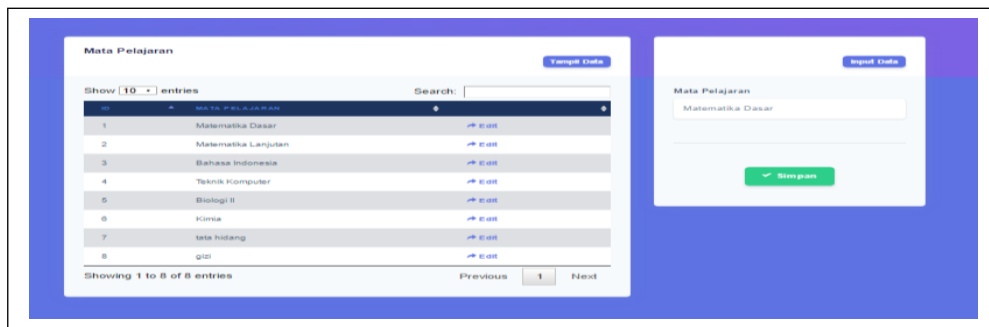 Mata Pelajaran
Tampil Data
Show 10 entries
Search:
ID MATA PELAJARAN
1 Matematika Dasar Edit
2 Matematika Lanjutan Edit
3 Bahasa Indonesia Edit
4 Teknik Komputer Edit
5 Biologi II Edit
6 Kimia Edit
7 tata hidang Edit
8 gizi Edit
Showing 1 to 8 of 8 entries
Previous 1 Next
Input Data
Mata Pelajaran
Matematika Dasar
Simpan